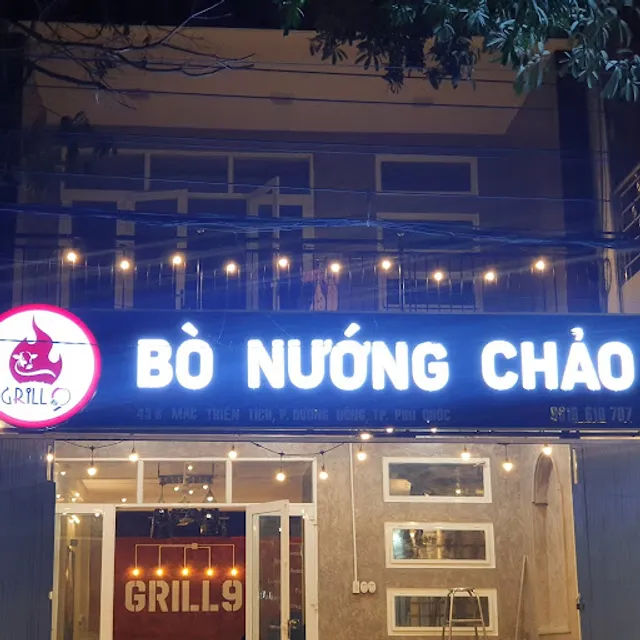 BÒ NƯỚNG CHẢO
GRILL9
43 B MẠC THIÊN TÍCH, P. DƯƠNG ĐÔNG, TP. PHÚ QUỐC
GRILL9